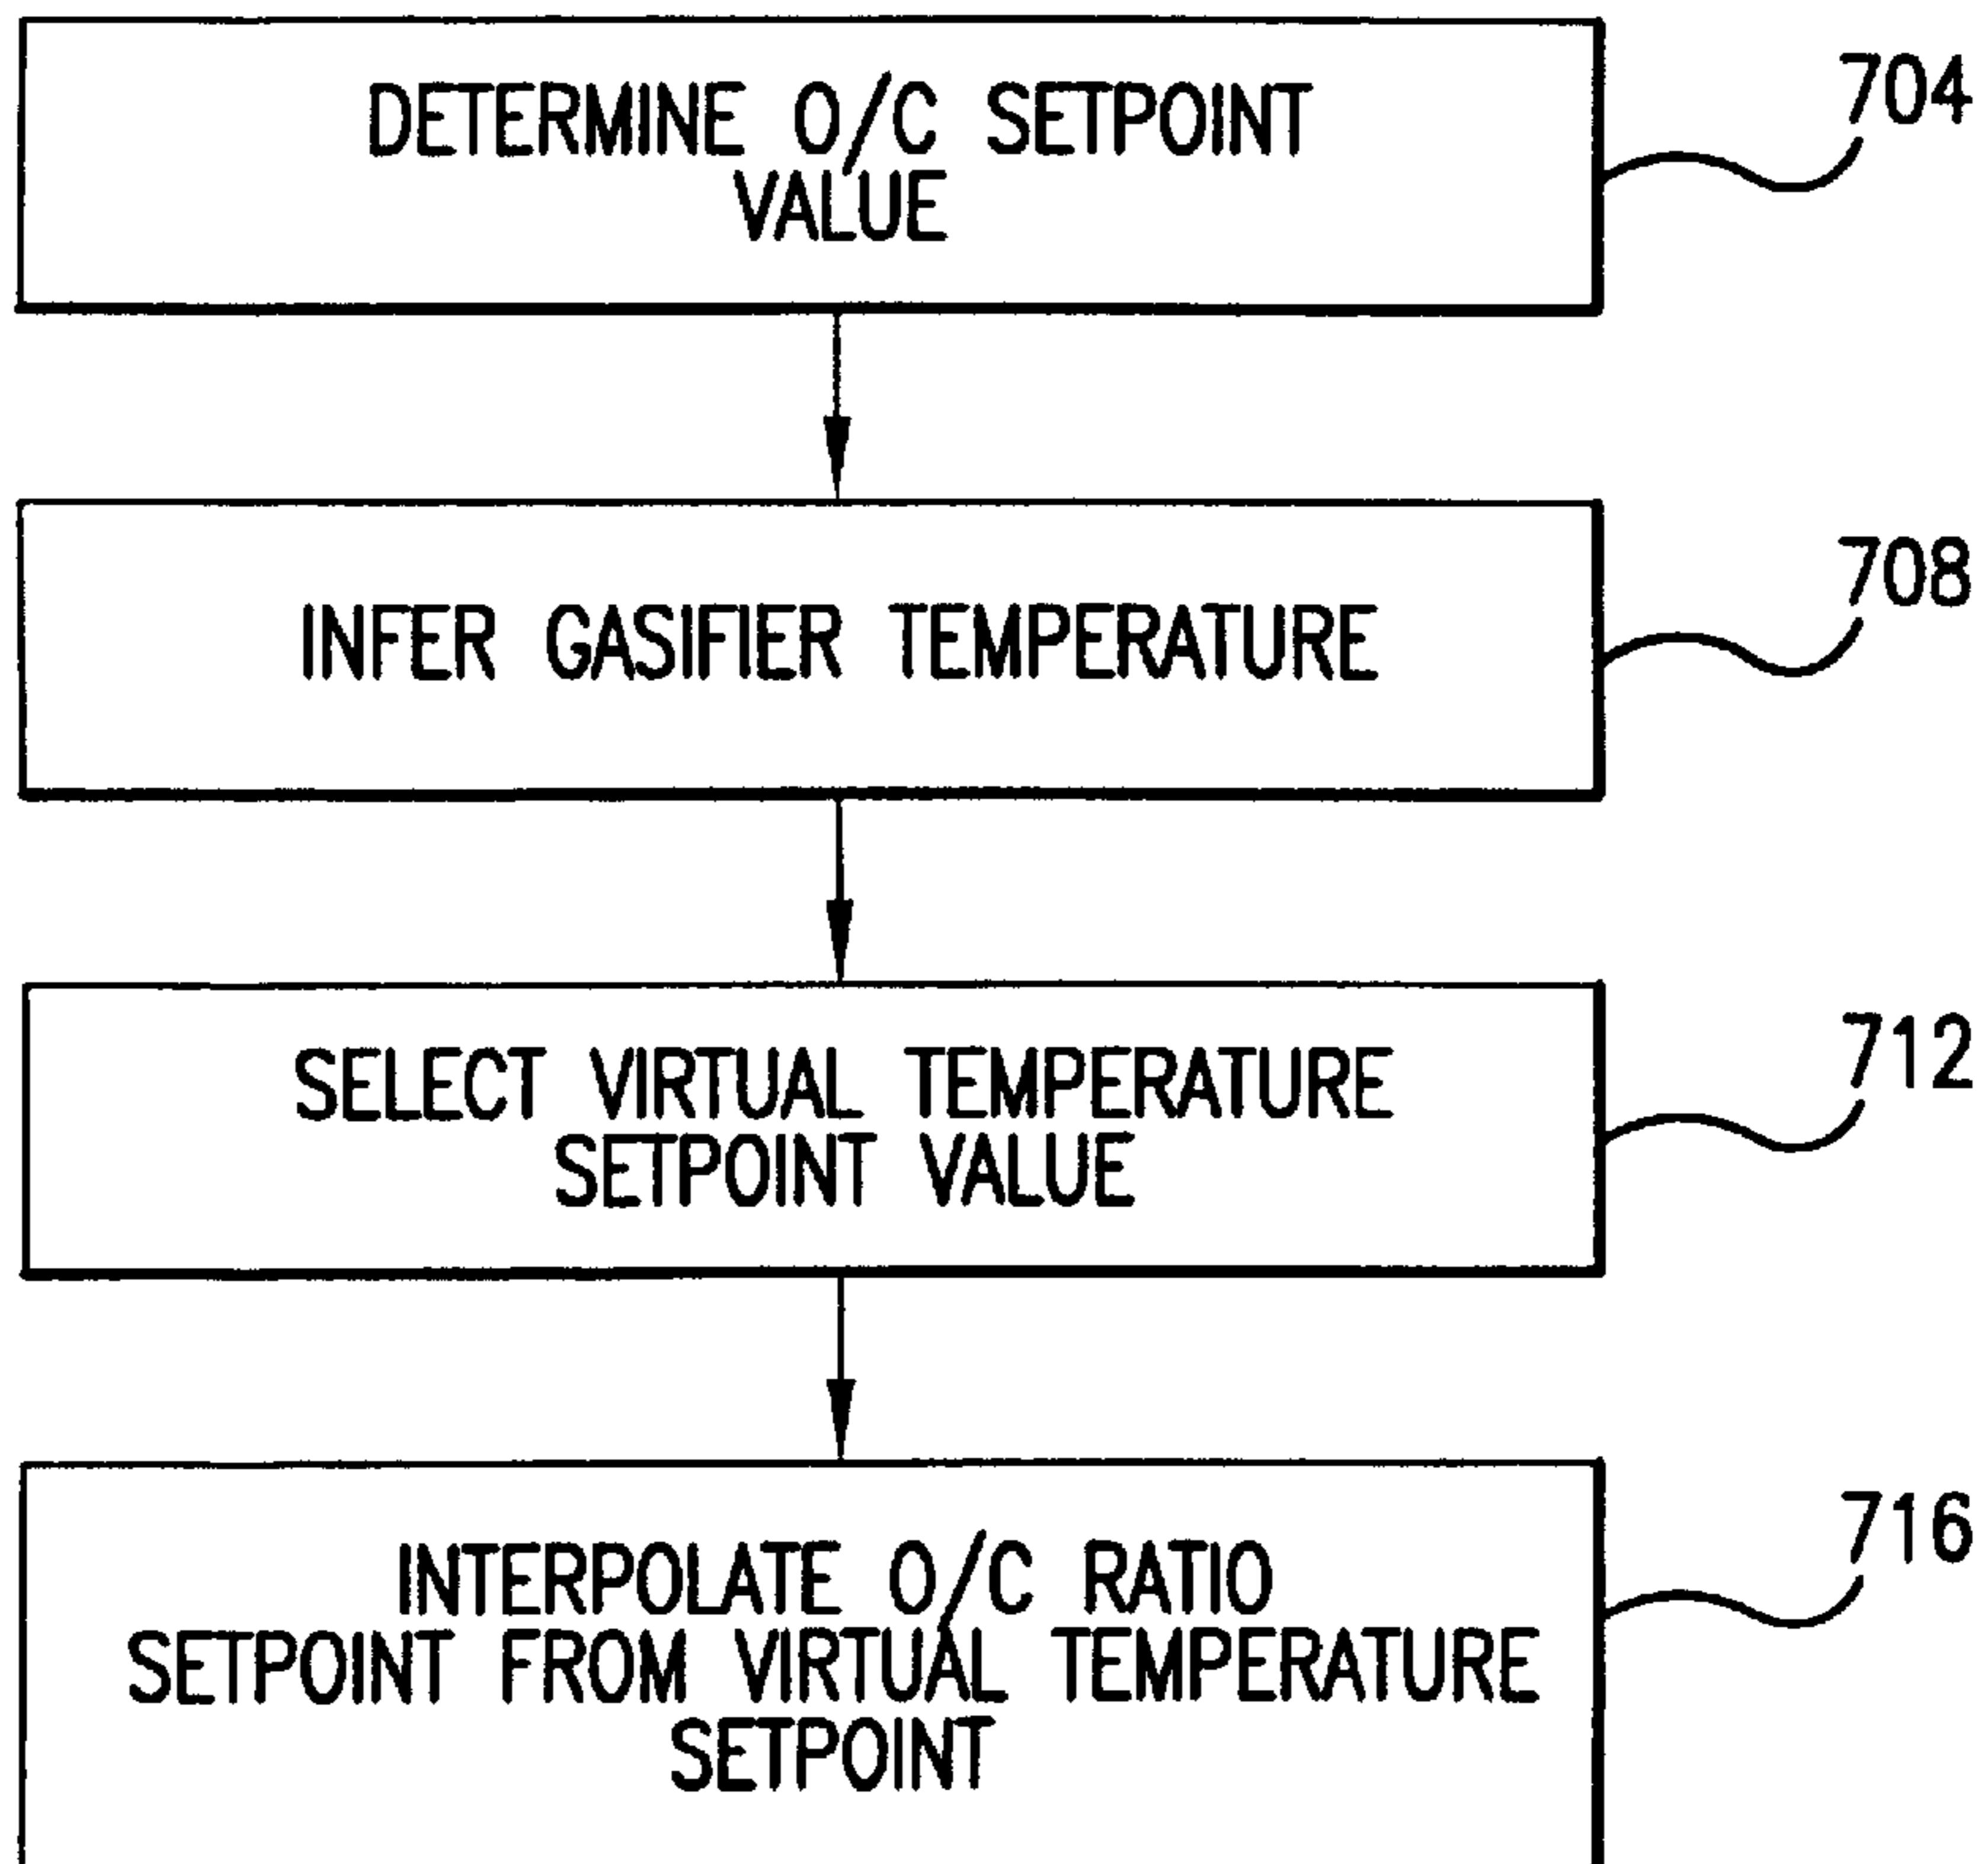 DETERMINE O/C SETPOINT
VALUE
704
INFER GASIFIER TEMPERATURE
708
SELECT VIRTUAL TEMPERATURE
SETPOINT VALUE
712
INTERPOLATE O/C RATIO
SETPOINT FROM VIRTUAL TEMPERATURE
SETPOINT
716